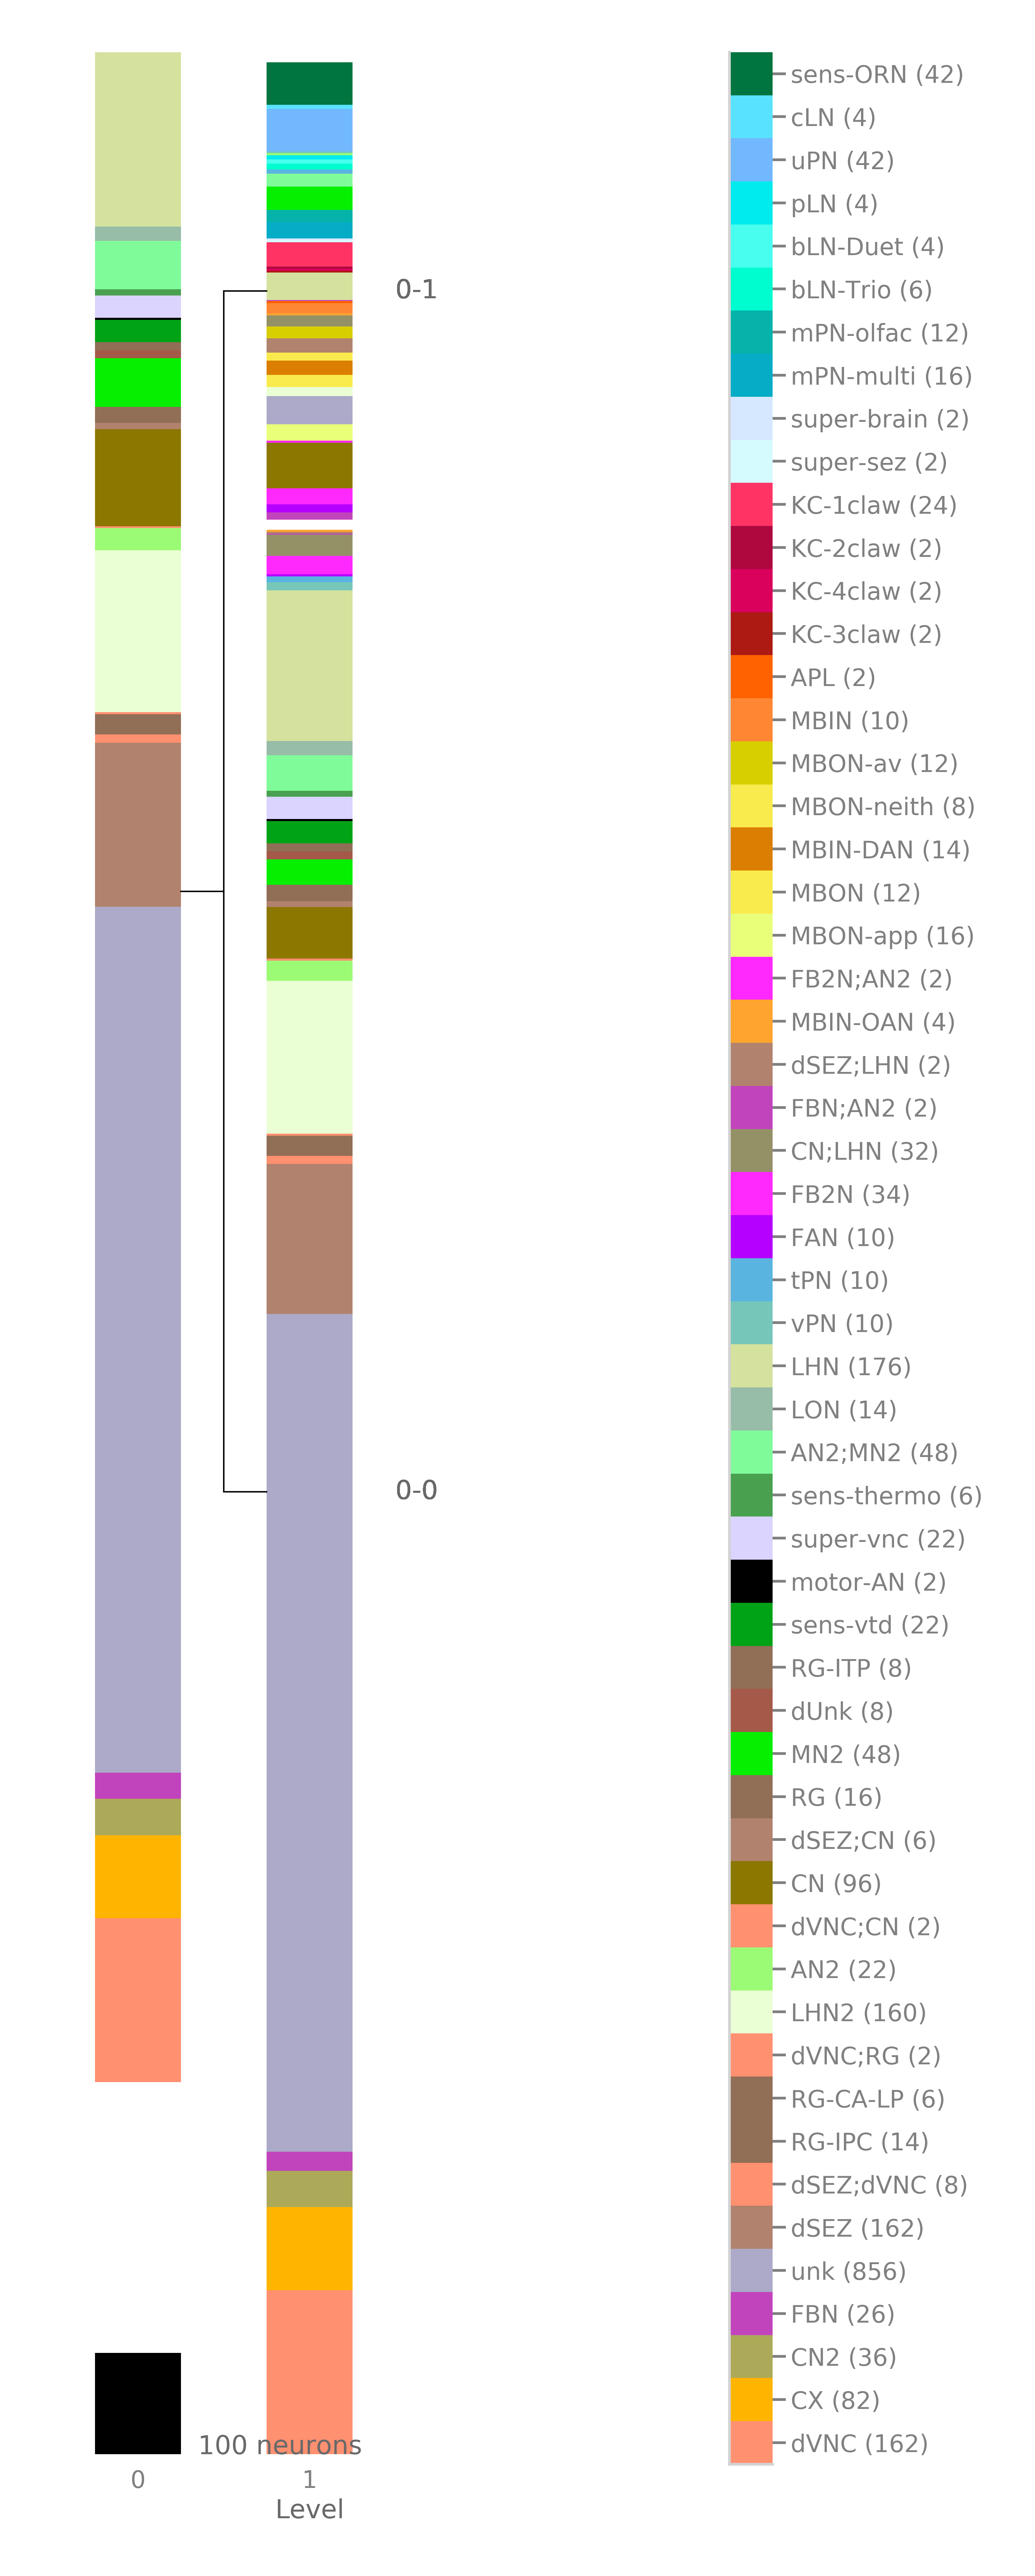 0-1
0-0
100 neurons
0
1
Level
sens-ORN (42)
cLN (4)
uPN (42)
pLN (4)
bLN-Duet (4)
bLN-Trio (6)
mPN-olfac (12)
mPN-multi (16)
super-brain (2)
super-sez (2)
KC-1claw (24)
KC-2claw (2)
KC-4claw (2)
KC-3claw (2)
APL (2)
MBIN (10)
MBON-av (12)
MBON-neith (8)
MBIN-DAN (14)
MBON (12)
MBON-app (16)
FB2N;AN2 (2)
MBIN-OAN (4)
dSEZ;LHN (2)
FBN;AN2 (2)
CN;LHN (32)
FB2N (34)
FAN (10)
tPN (10)
vPN (10)
LHN (176)
LON (14)
AN2;MN2 (48)
sens-thermo (6)
super-vnc (22)
motor-AN (2)
sens-vtd (22)
RG-ITP (8)
dUnk (8)
MN2 (48)
RG (16)
dSEZ;CN (6)
CN (96)
dVNC;CN (2)
AN2 (22)
LHN2 (160)
dVNC;RG (2)
RG-CA-LP (6)
RG-IPC (14)
dSEZ;dVNC (8)
dSEZ (162)
unk (856)
FBN (26)
CN2 (36)
CX (82)
dVNC (162)